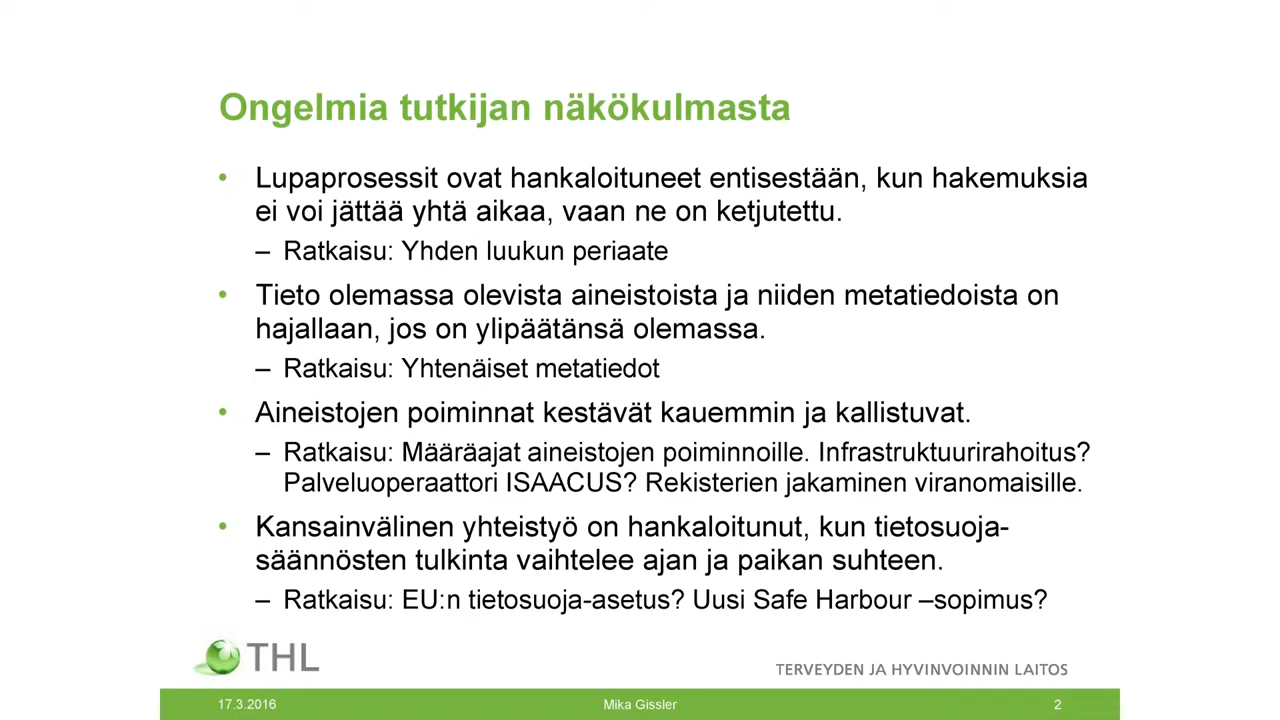 Ongelmia tutkijan näkökulmasta
• Lupaprosessit ovat hankaloituneet entisestään, kun hakemuksia
ei voi jättää yhtä aikaa, vaan ne on ketjutettu.
– Ratkaisu: Yhden luukun periaate
• Tieto olemassa olevista aineistoista ja niiden metatiedoista on
hajallaan, jos on ylipäätänsä olemassa.
– Ratkaisu: Yhtenäiset metatiedot
• Aineistojen poiminnat kestävät kauemmin ja kallistuvat.
– Ratkaisu: Määräajat aineistojen poiminnoille. Infrastruktuurirahoitus?
Palveluoperaattori ISAACUS? Rekisterien jakaminen viranomaisille.
• Kansainvälinen yhteistyö on hankaloitunut, kun tietosuoja-
säännösten tulkinta vaihtelee ajan ja paikan suhteen.
– Ratkaisu: EU:n tietosuoja-asetus? Uusi Safe Harbour –sopimus?
THL
TERVEYDEN JA HYVINVOINNIN LAITOS
17.3.2016 Mika Gissler 2